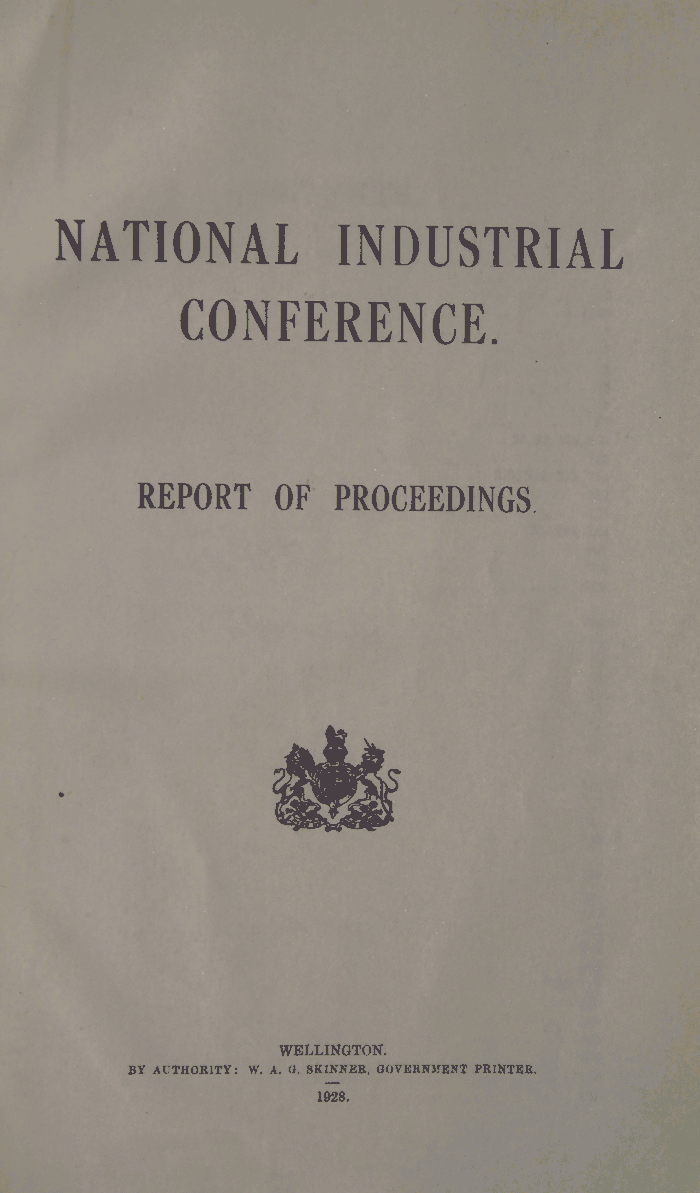 NATIONAL INDUSTRIAL
CONFERENCE.
REPORT OF PROCEEDINGS.
WELLINGTON.
BY AUTHORITY: W. A. G. SKINNER, GOVERNMENT PRINTER.
1928.